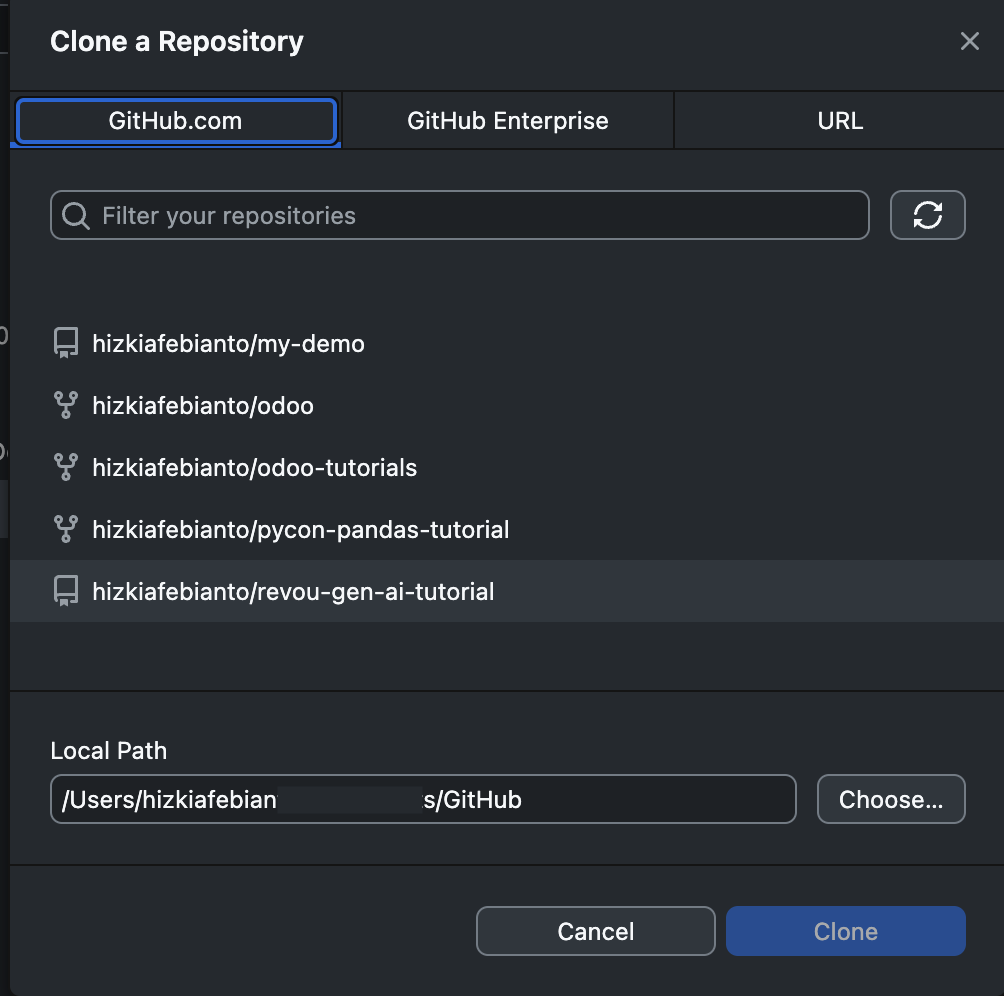 Clone a Repository
GitHub.com
GitHub Enterprise
URL
Filter your repositories
hizkiafebianto/my-demo
hizkiafebianto/odoo
hizkiafebianto/odoo-tutorials
hizkiafebianto/pycon-pandas-tutorial
hizkiafebianto/revou-gen-ai-tutorial
Local Path
/Users/hizkiafebian s/GitHub
Choose...
Cancel
Clone